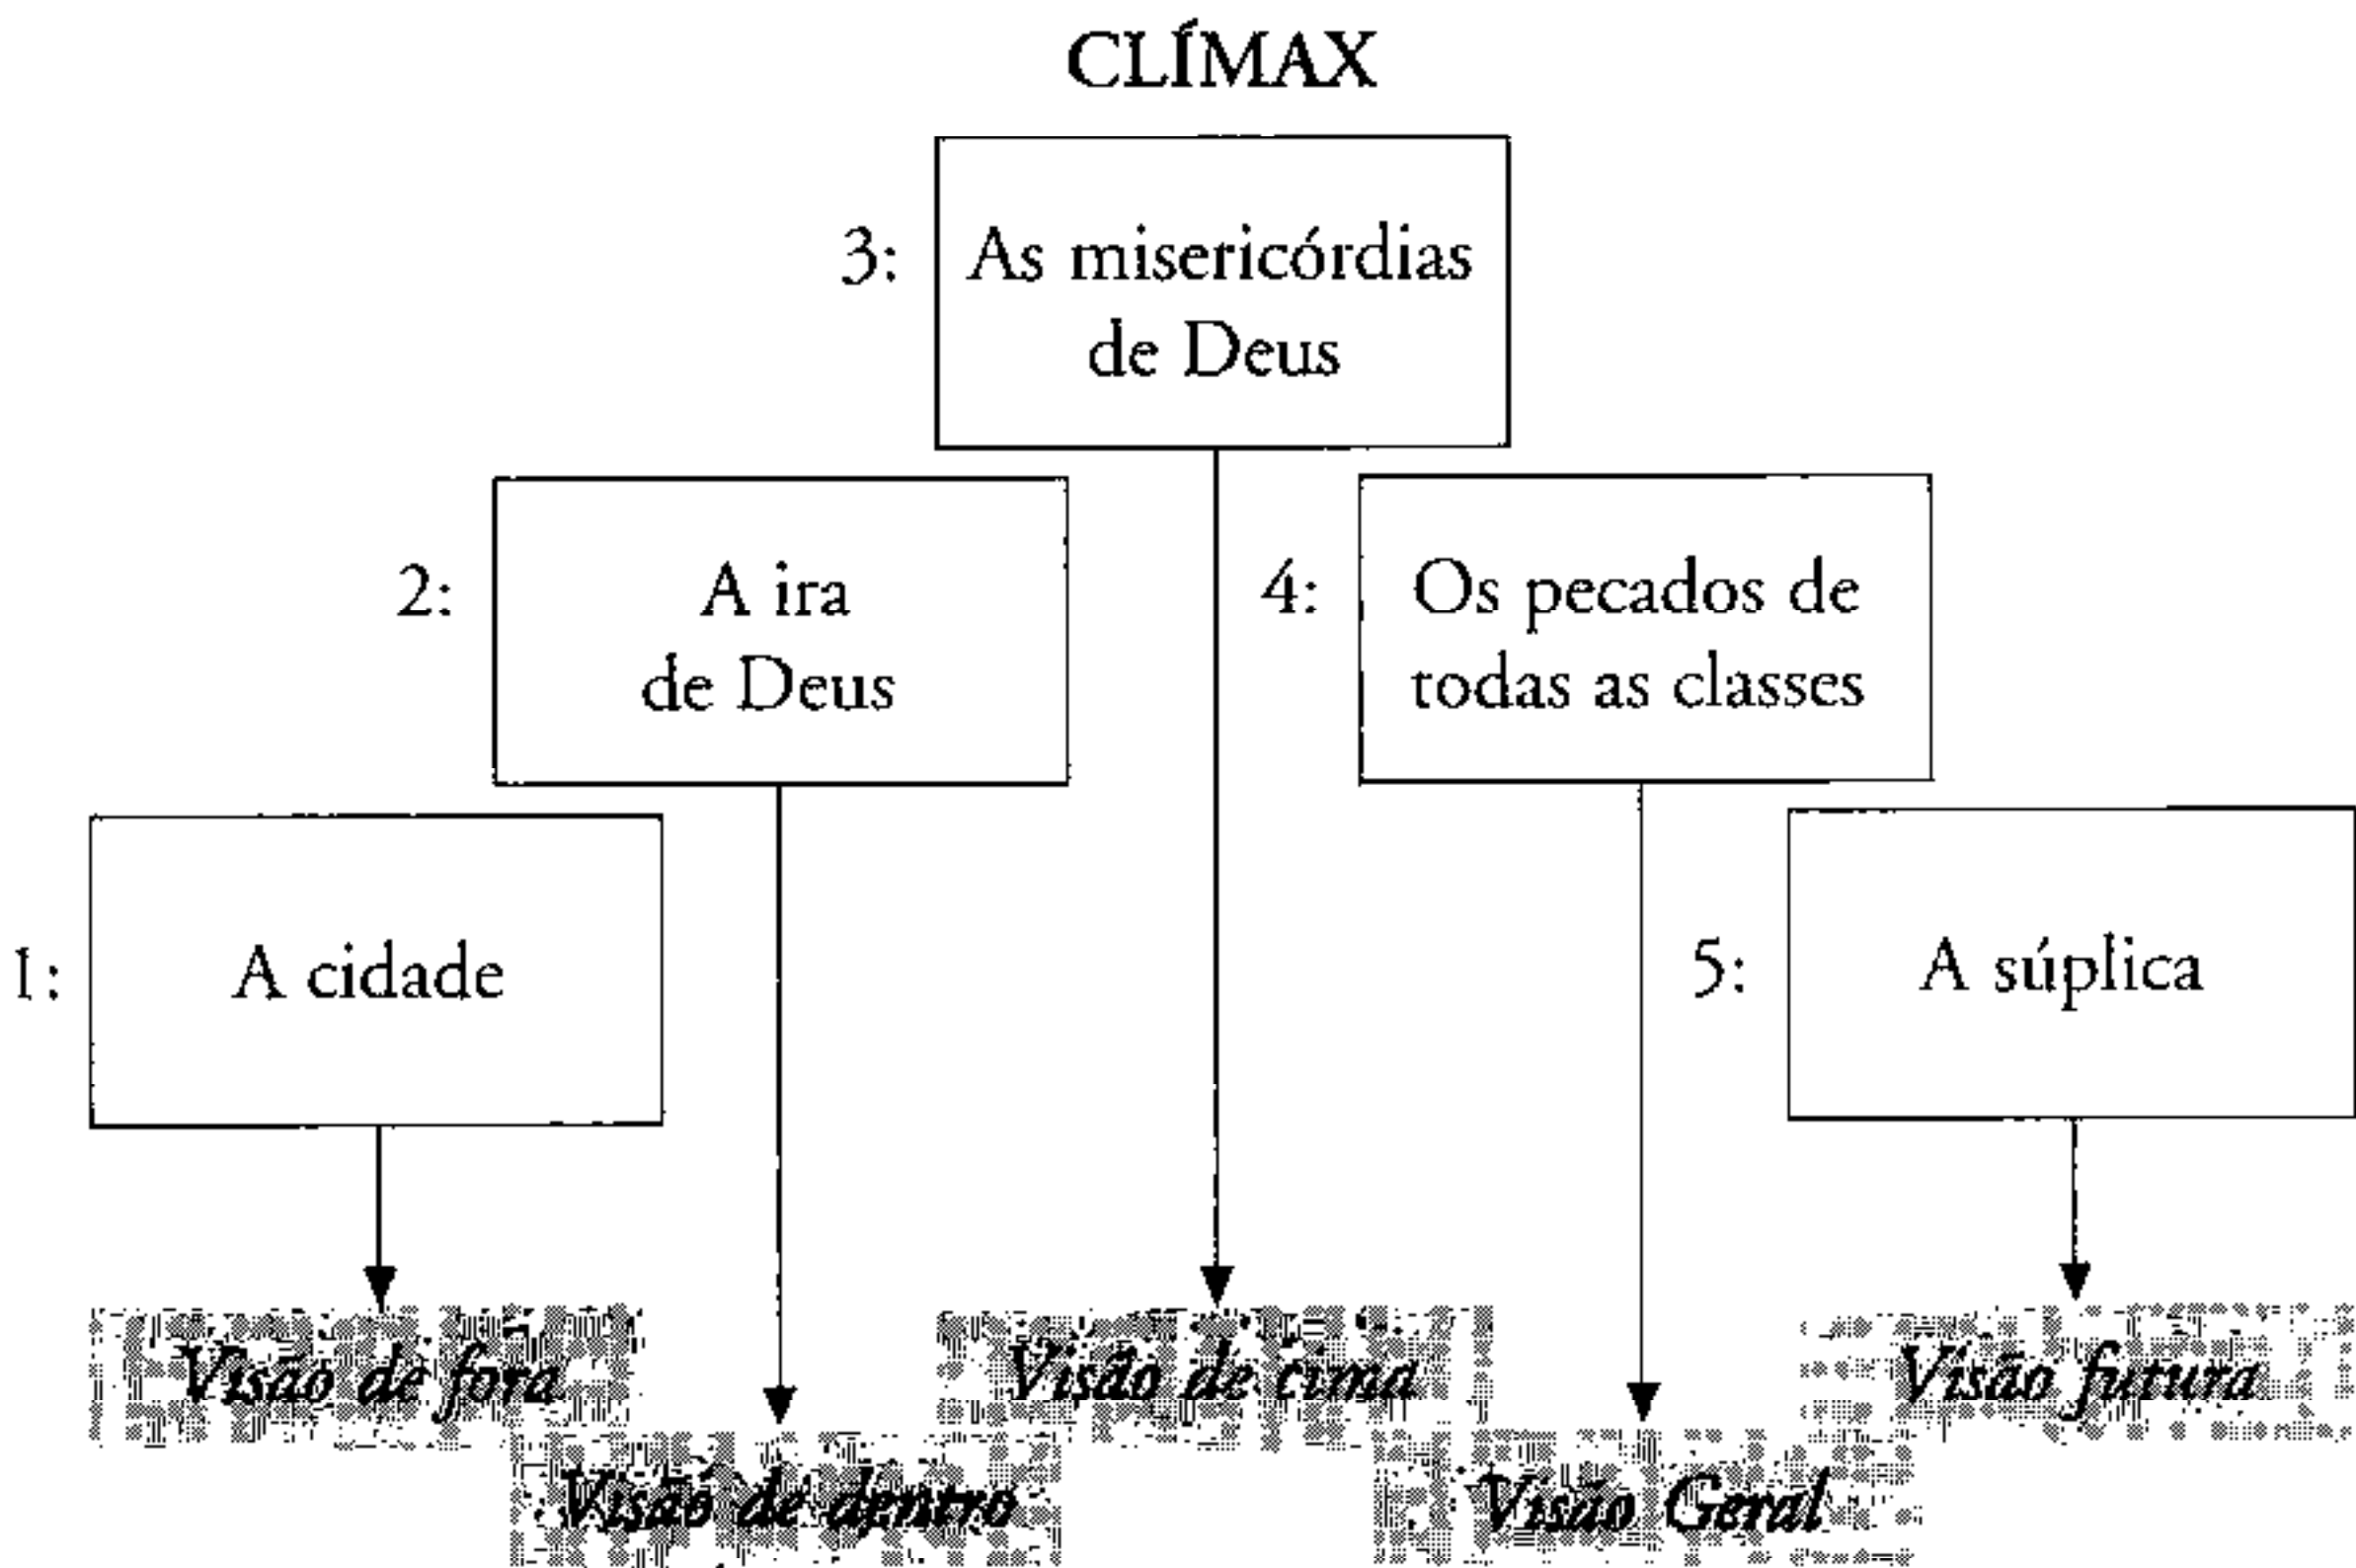 CLÍMAX
3:
As misericórdias
de Deus
2:
A ira
de Deus
4:
Os pecados de
todas as classes
1:
A cidade
5:
A súplica
Visão de fora
Visão de cima
Visão futura
Visão de dentro
Visão Geral